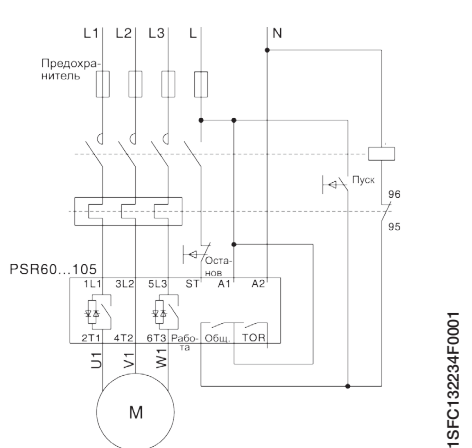 L1 L2 L3 L N
Предохра-
нитель
Пуск
96
95
Оста-
нов
PSR60...105
1L1 3L2 5L3 ST A1 A2
2T1 4T2 6T3 Рабо-
та
Общ. TOR
U1 V1 W1
M
1SFC132234F0001